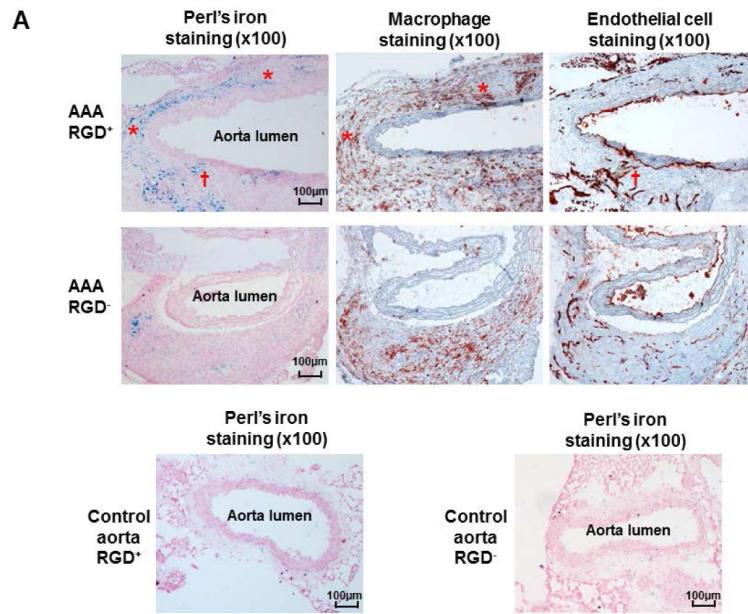 A
Perl's iron
staining (x100)
Macrophage
staining (x100)
Endothelial cell
staining (x100)
AAA
RGD⁺
*
*
Aorta lumen
†
100µm
*
*
†
AAA
RGD⁻
Aorta lumen
100µm
Perl's iron
staining (x100)
Perl's iron
staining (x100)
Control
aorta
RGD⁺
Aorta lumen
100µm
Control
aorta
RGD⁻
Aorta lumen
100µm